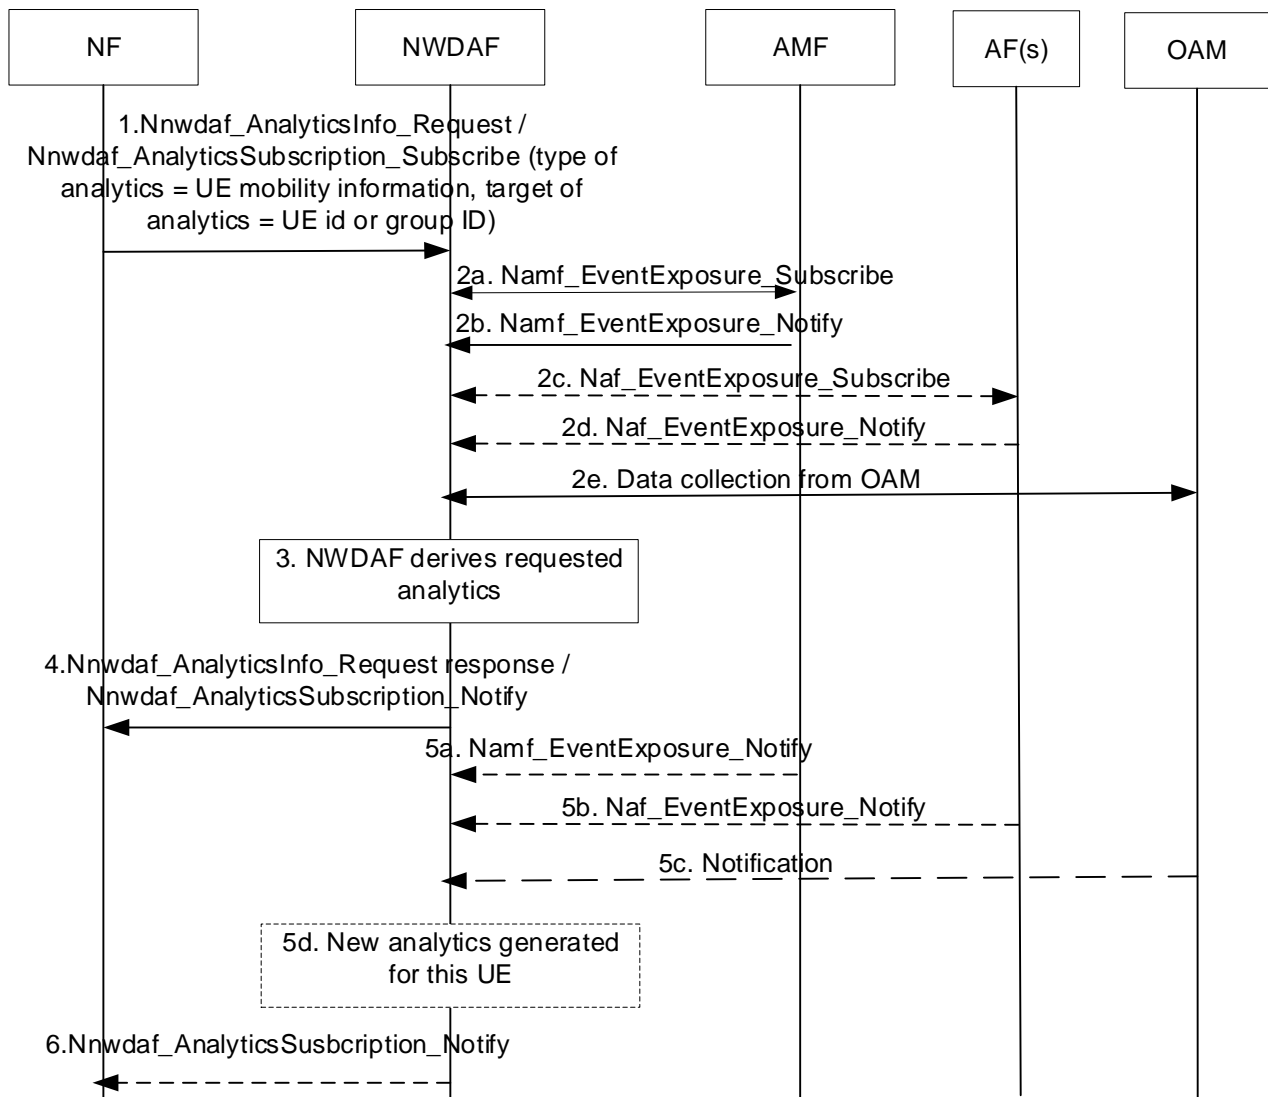 NF
NWDAF
AMF
AF(s)
OAM
1.Nnwdaf_AnalyticsInfo_Request /
Nnwdaf_AnalyticsSubscription_Subscribe (type of
analytics = UE mobility information, target of
analytics = UE id or group ID)
2a. Namf_EventExposure_Subscribe
2b. Namf_EventExposure_Notify
2c. Naf_EventExposure_Subscribe
2d. Naf_EventExposure_Notify
2e. Data collection from OAM
3. NWDAF derives requested
analytics
4.Nnwdaf_AnalyticsInfo_Request response /
Nnwdaf_AnalyticsSubscription_Notify
5a. Namf_EventExposure_Notify
5b. Naf_EventExposure_Notify
5c. Notification
5d. New analytics generated
for this UE
6.Nnwdaf_AnalyticsSusbcription_Notify